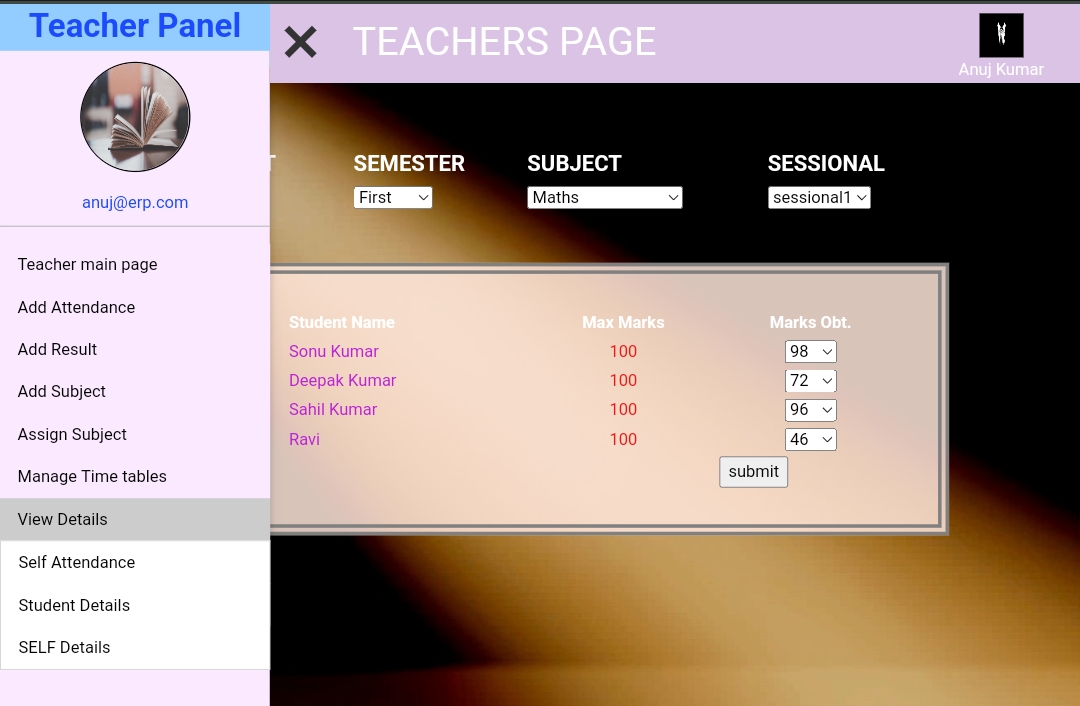 Teacher Panel
anuj@erp.com
Teacher main page
Add Attendance
Add Result
Add Subject
Assign Subject
Manage Time tables
View Details
Self Attendance
Student Details
SELF Details
TEACHERS PAGE
Anuj Kumar
T SEMESTER SUBJECT SESSIONAL
First Maths sessional1
Student Name Max Marks Marks Obt.
Sonu Kumar 100 98
Deepak Kumar 100 72
Sahil Kumar 100 96
Ravi 100 46
submit